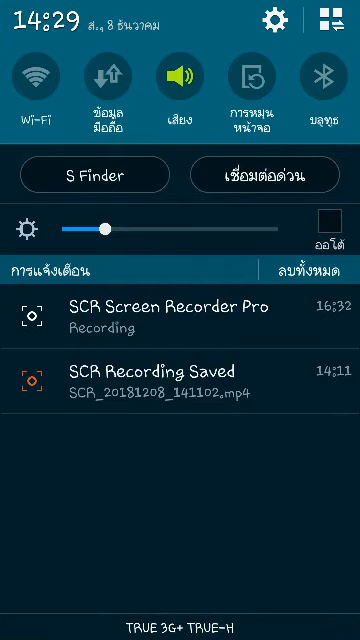 14:29 ส., 8 ธันวาคม
Wi-Fi
ข้อมูล
มือถือ
เสียง
การหมุน
หน้าจอ
บลูทูธ
S Finder
เชื่อมต่อด่วน
ออโต้
การแจ้งเตือน
ลบทั้งหมด
SCR Screen Recorder Pro
16:32
Recording
SCR Recording Saved
14:11
SCR_20181208_141102.mp4
TRUE 3G+ TRUE-H